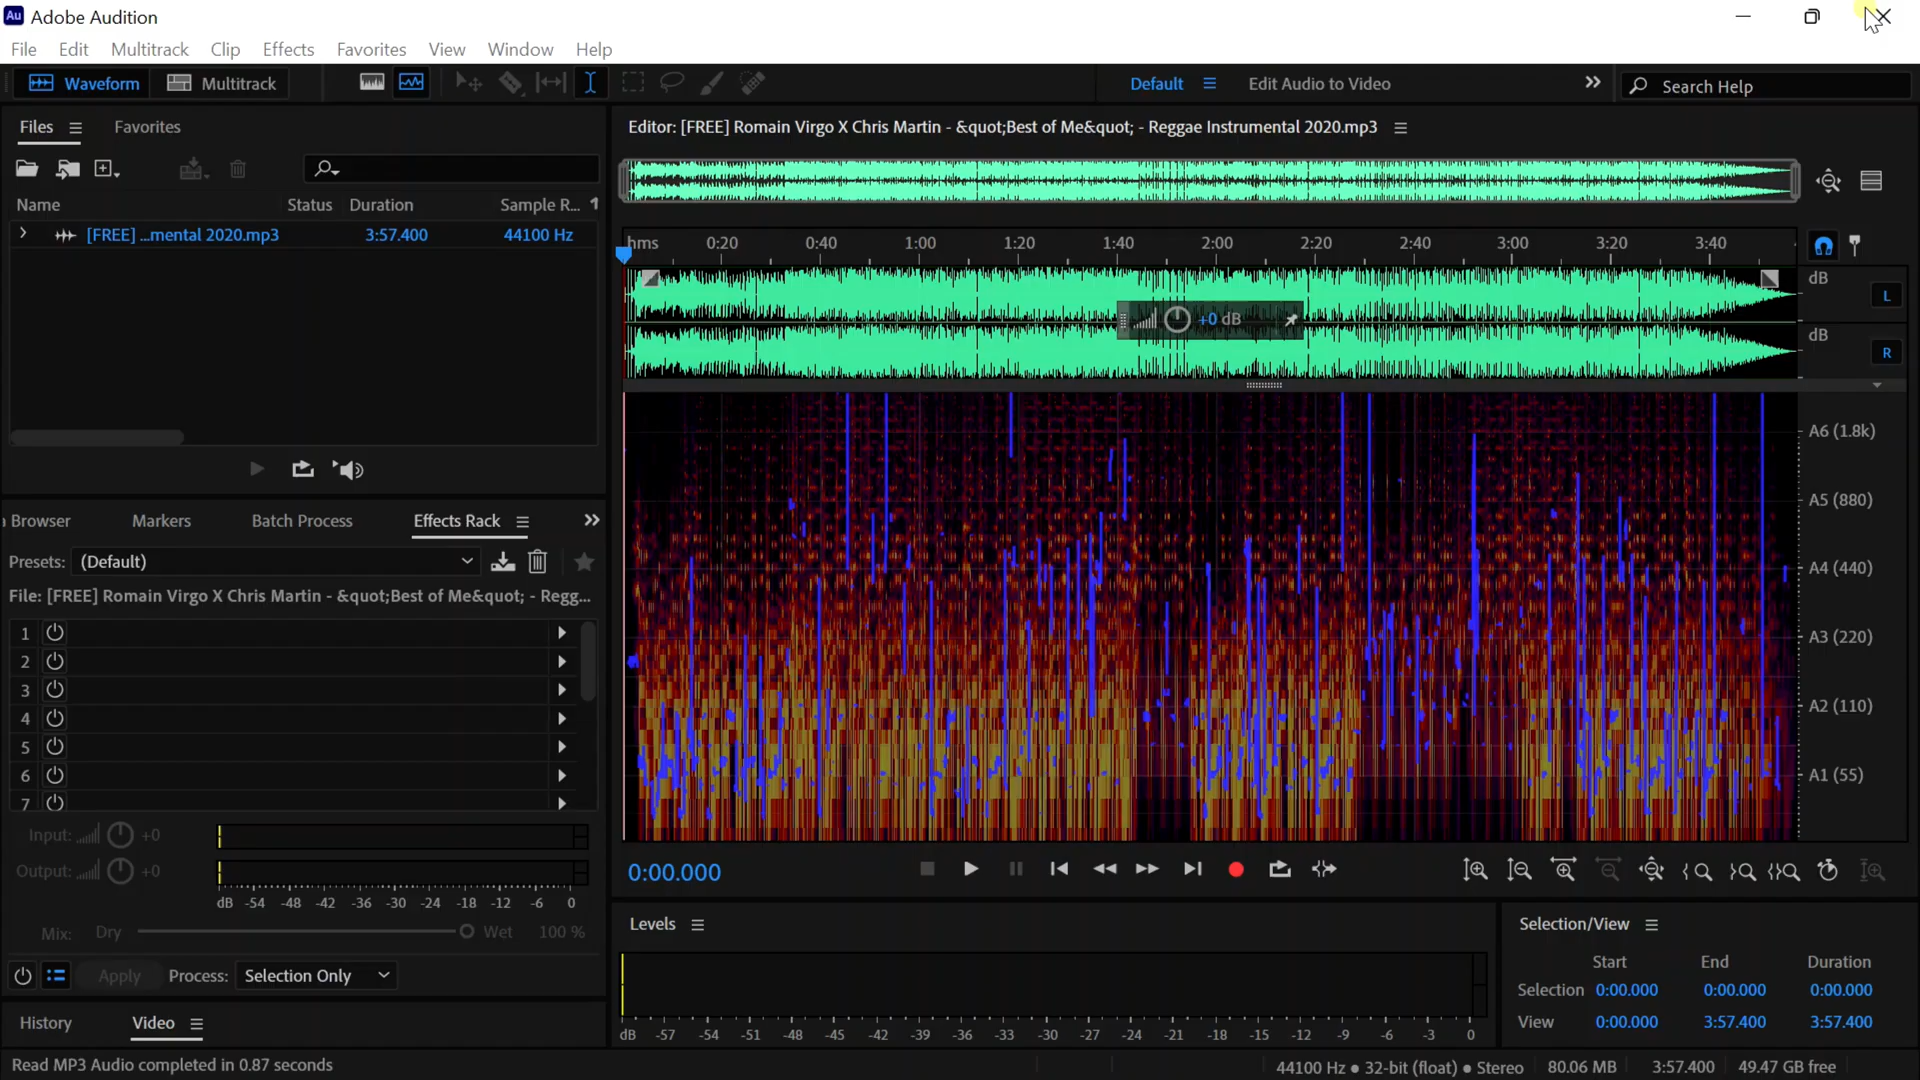 Au Adobe Audition
File Edit Multitrack Clip Effects Favorites View Window Help
Waveform Multitrack Default Edit Audio to Video Search Help
Files Favorites
Name Status Duration Sample R...
[FREE] ...mental 2020.mp3 3:57.400 44100 Hz
Browser Markers Batch Process Effects Rack
Presets: (Default)
File: [FREE] Romain Virgo X Chris Martin - &quot;Best of Me&quot; - Regg...
1
2
3
4
5
6
7
Input: +0
Output: +0
dB -54 -48 -42 -36 -30 -24 -18 -12 -6 0
Mix: Dry Wet 100 %
Apply Process: Selection Only
History Video
Read MP3 Audio completed in 0.87 seconds
Editor: [FREE] Romain Virgo X Chris Martin - &quot;Best of Me&quot; - Reggae Instrumental 2020.mp3
hms 0:20 0:40 1:00 1:20 1:40 2:00 2:20 2:40 3:00 3:20 3:40
dB
L
+0 dB
dB
R
A6 (1.8k)
A5 (880)
A4 (440)
A3 (220)
A2 (110)
A1 (55)
0:00.000
Levels
dB -57 -54 -51 -48 -45 -42 -39 -36 -33 -30 -27 -24 -21 -18 -15 -12 -9 -6 -3 0
Selection/View
Start End Duration
Selection 0:00.000 0:00.000 0:00.000
View 0:00.000 3:57.400 3:57.400
44100 Hz ● 32-bit (float) ● Stereo 80.06 MB 3:57.400 49.47 GB free